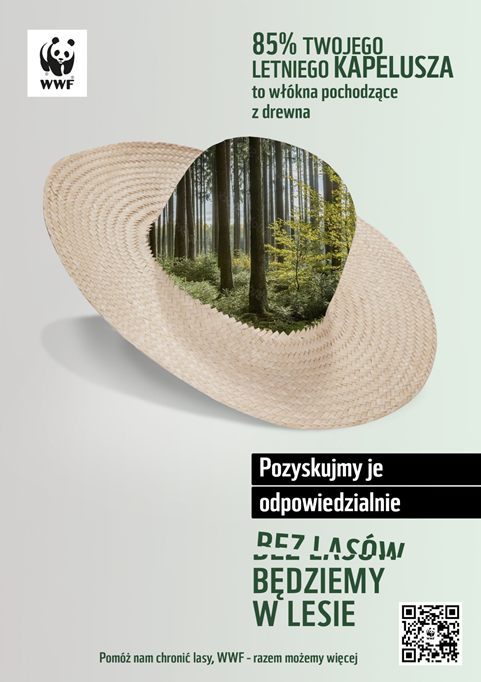 WWF
85% TWOJEGO
LETNIEGO KAPELUSZA
to włókna pochodzące
z drewna
Pozyskujmy je
odpowiedzialnie
BEZ LASÓW
BĘDZIEMY
W LESIE
Pomóż nam chronić lasy, WWF - razem możemy więcej